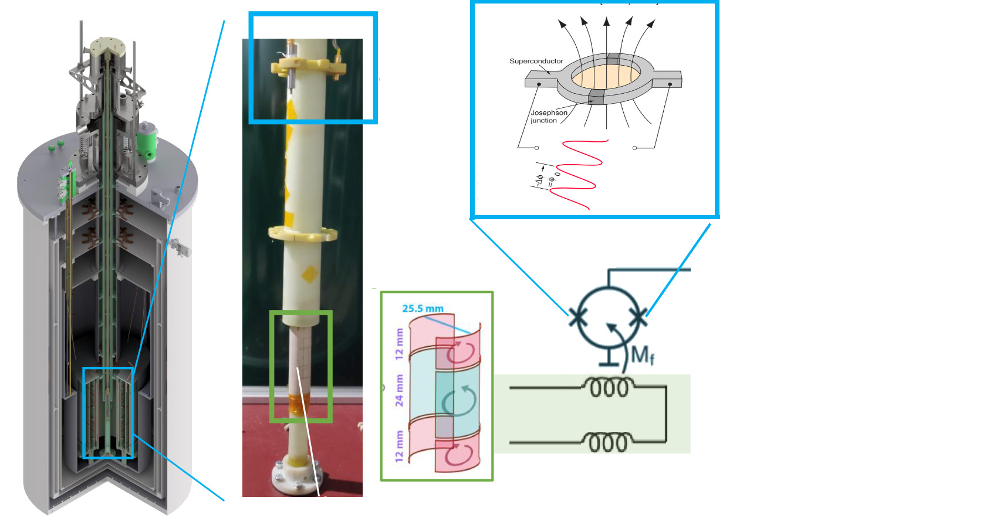 Superconductor
Josephson
junction
-Δϕ
=ϕ0
25.5 mm
12 mm
24 mm
12 mm
Mf